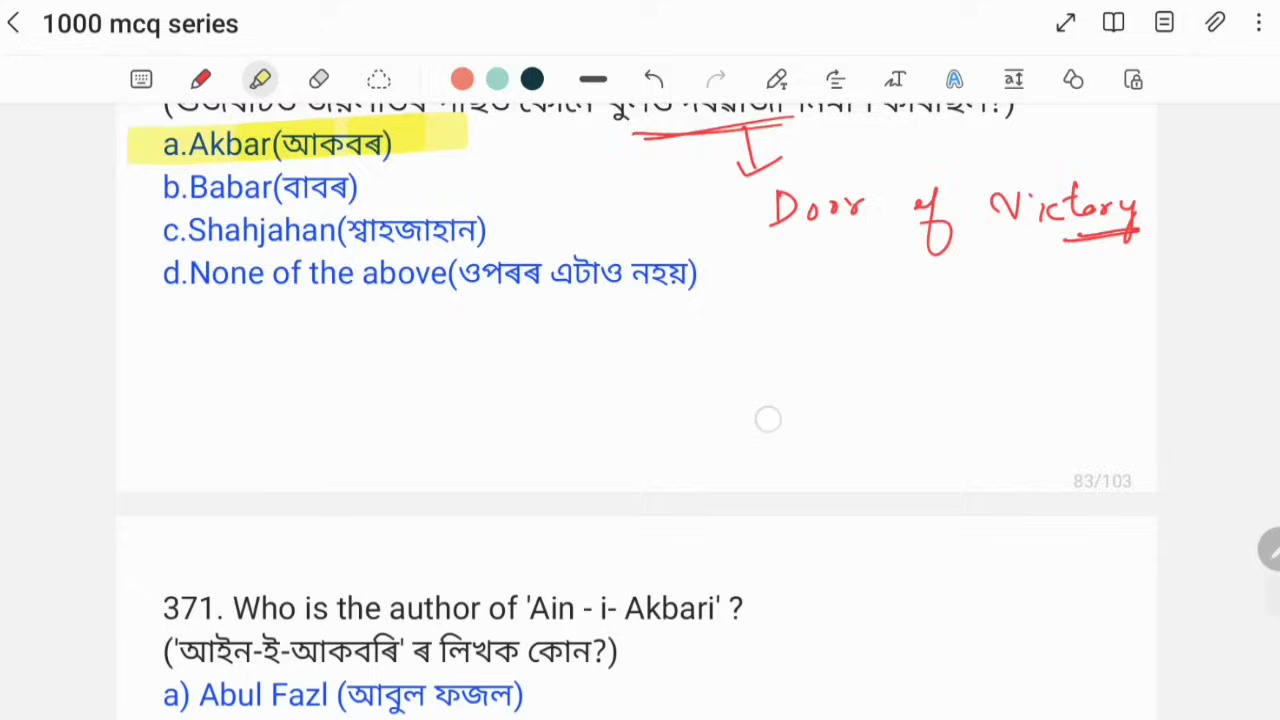 1000 mcq series
a.Akbar(আকবৰ)
b.Babar(বাবৰ)
Door of Victory
c.Shahjahan(শ্বাহজাহান)
d.None of the above(ওপৰৰ এটাও নহয়)
83/103
371. Who is the author of 'Ain - i- Akbari' ?
('আইন-ই-আকবৰি' ৰ লিখক কোন?)
a) Abul Fazl (আবুল ফজল)